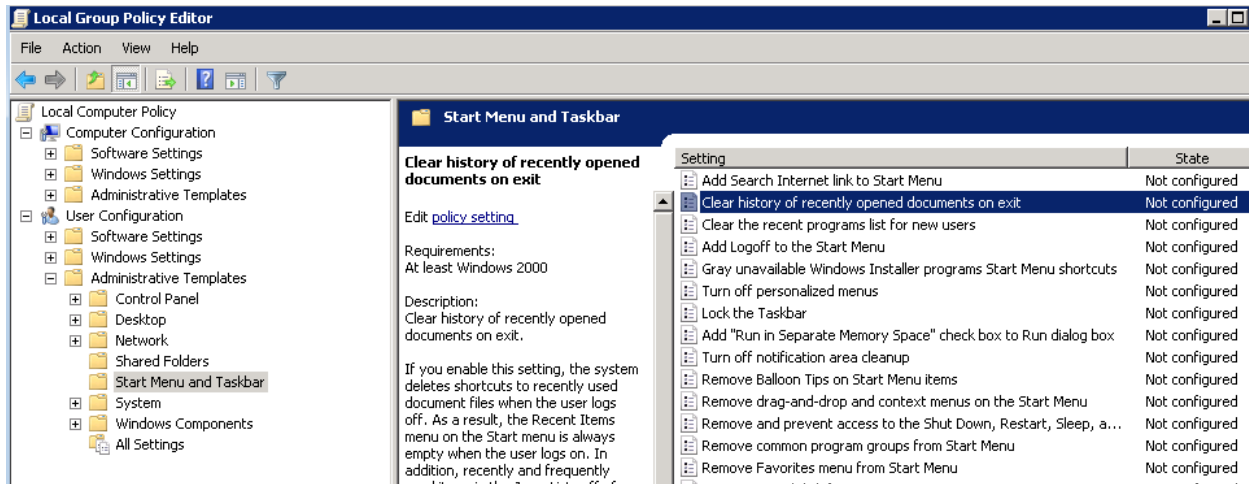 Local Group Policy Editor
File Action View Help
Local Computer Policy
Computer Configuration
Software Settings
Windows Settings
Administrative Templates
User Configuration
Software Settings
Windows Settings
Administrative Templates
Control Panel
Desktop
Network
Shared Folders
Start Menu and Taskbar
System
Windows Components
All Settings
Start Menu and Taskbar
Clear history of recently opened
documents on exit
Edit policy setting
Requirements:
At least Windows 2000
Description:
Clear history of recently opened
documents on exit.
If you enable this setting, the system
deletes shortcuts to recently used
document files when the user logs
off. As a result, the Recent Items
menu on the Start menu is always
empty when the user logs on. In
addition, recently and frequently
Setting State
Add Search Internet link to Start Menu Not configured
Clear history of recently opened documents on exit Not configured
Clear the recent programs list for new users Not configured
Add Logoff to the Start Menu Not configured
Gray unavailable Windows Installer programs Start Menu shortcuts Not configured
Turn off personalized menus Not configured
Lock the Taskbar Not configured
Add "Run in Separate Memory Space" check box to Run dialog box Not configured
Turn off notification area cleanup Not configured
Remove Balloon Tips on Start Menu items Not configured
Remove drag-and-drop and context menus on the Start Menu Not configured
Remove and prevent access to the Shut Down, Restart, Sleep, a... Not configured
Remove common program groups from Start Menu Not configured
Remove Favorites menu from Start Menu Not configured